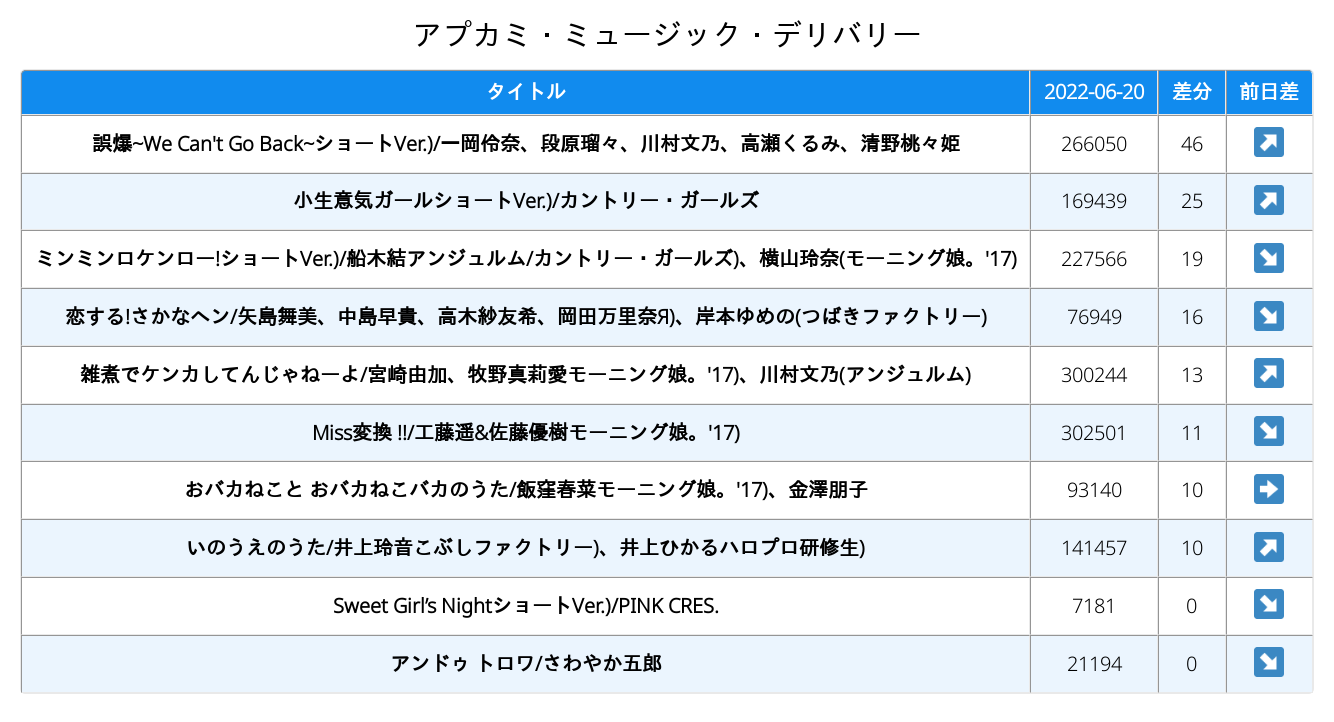 アプカミ・ミュージック・デリバリー
タイトル 2022-06-20 差分 前日差
誤爆~We Can't Go Back~ショートVer.)/一岡伶奈、段原瑠々、川村文乃、高瀬くるみ、清野桃々姫 266050 46 ↗
小生意気ガールショートVer.)/カントリー・ガールズ 169439 25 ↗
ミンミンロケンロー!ショートVer.)/船木結アンジュルム/カントリー・ガールズ)、横山玲奈(モーニング娘。'17) 227566 19 ↘
恋する!さかなヘン/矢島舞美、中島早貴、高木紗友希、岡田万里奈Я)、岸本ゆめの(つばきファクトリー) 76949 16 ↘
雑煮でケンカしてんじゃねーよ/宮崎由加、牧野真莉愛モーニング娘。'17)、川村文乃(アンジュルム) 300244 13 ↗
Miss変換 !!/工藤遥&佐藤優樹モーニング娘。'17) 302501 11 ↘
おバカねこと おバカねこバカのうた/飯窪春菜モーニング娘。'17)、金澤朋子 93140 10 ➡
いのうえのうた/井上玲音こぶしファクトリー)、井上ひかるハロプロ研修生) 141457 10 ↗
Sweet Girl’s NightショートVer.)/PINK CRES. 7181 0 ↘
アンドゥ トロワ/さわやか五郎 21194 0 ↘